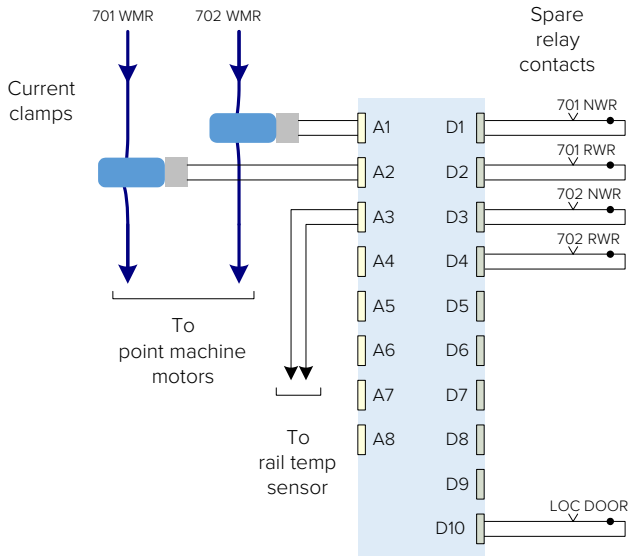 701 WMR
702 WMR
Spare
relay
contacts
Current
clamps
701 NWR
A1
D1
701 RWR
A2
D2
702 NWR
A3
D3
702 RWR
A4
D4
A5
D5
To
point machine
motors
A6
D6
A7
D7
To
rail temp
sensor
A8
D8
D9
LOC DOOR
D10